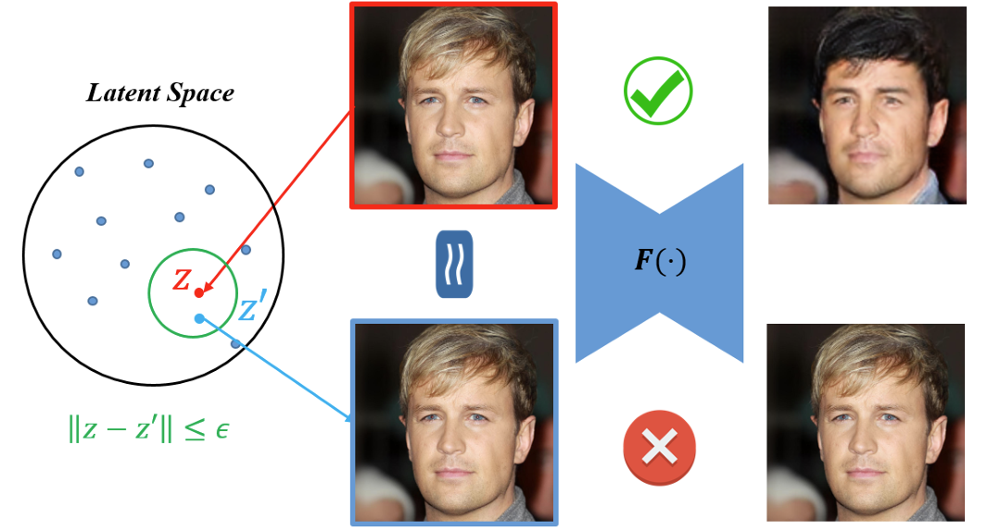 Latent Space
z
z′
‖z − z′‖ ≤ ϵ
F(·)